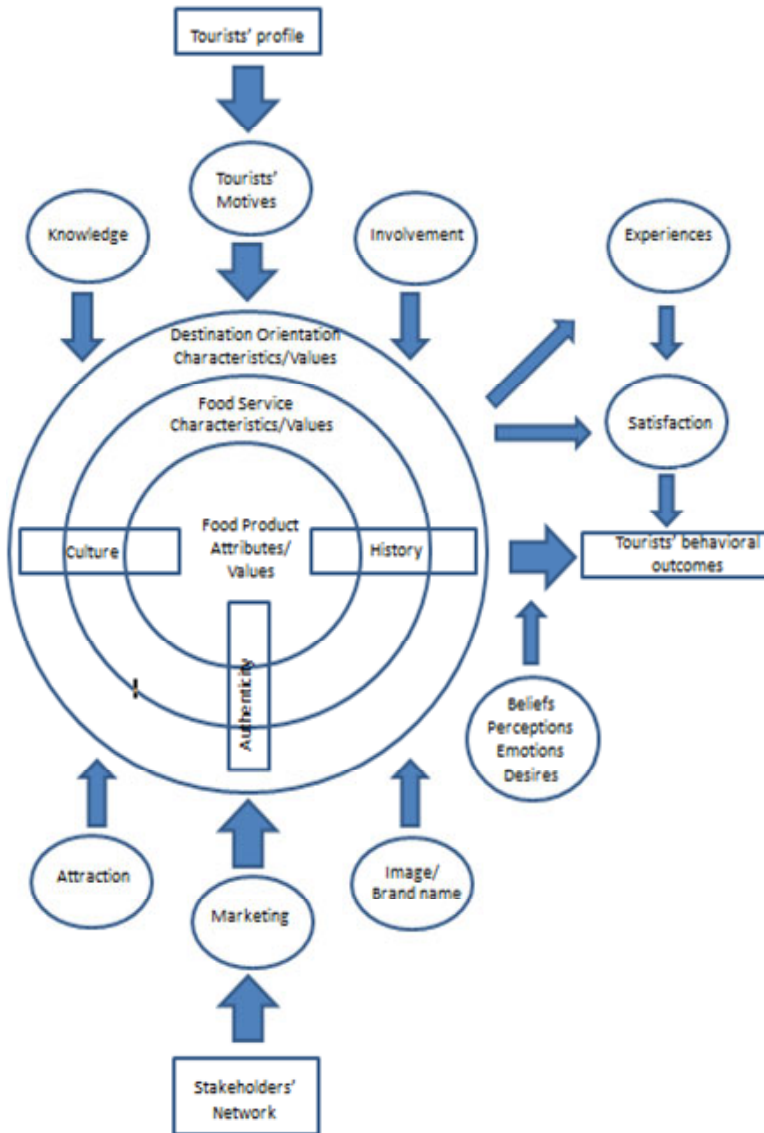 Tourists' profile
Tourists'
Motives
Knowledge
Involvement
Experiences
Destination Orientation
Characteristics/Values
Food Service
Characteristics/Values
Satisfaction
Food Product
Attributes/
Values
Culture
History
Tourists' behavioral
outcomes
Authenticity
Beliefs
Perceptions
Emotions
Desires
Attraction
Image/
Brand name
Marketing
Stakeholders'
Network